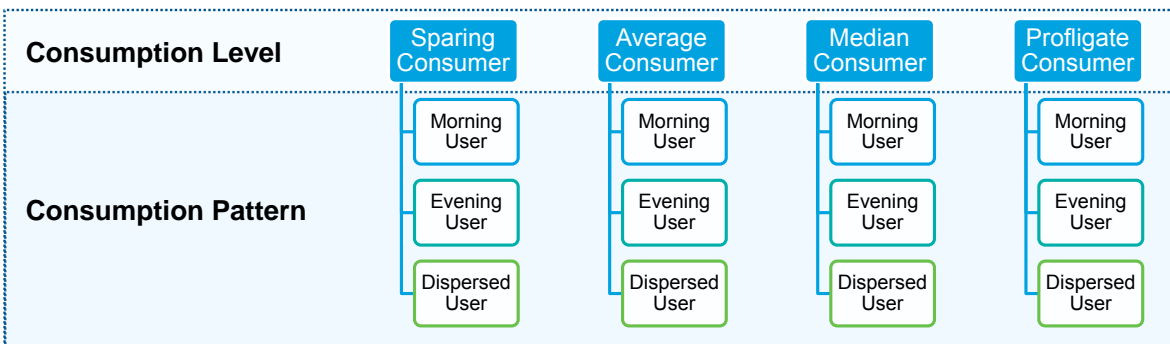 Consumption Level
Sparing
Consumer
Average
Consumer
Median
Consumer
Profligate
Consumer
Consumption Pattern
Morning
User
Morning
User
Morning
User
Morning
User
Evening
User
Evening
User
Evening
User
Evening
User
Dispersed
User
Dispersed
User
Dispersed
User
Dispersed
User